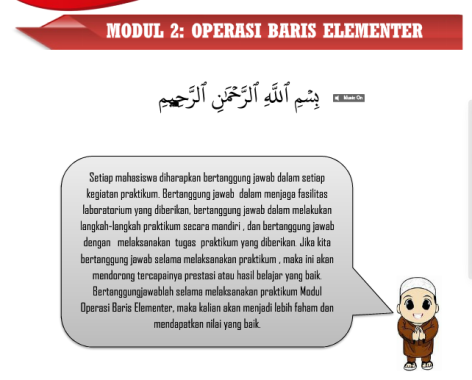 MODUL 2: OPERASI BARIS ELEMENTER
بِسْمِ ٱللَّهِ ٱلرَّحْمَٰنِ ٱلرَّحِيمِ
Music On
Setiap mahasiswa diharapkan bertanggung jawab dalam setiap
kegiatan praktikum. Bertanggung jawab dalam menjaga fasilitas
laboratorium yang diberikan, bertanggung jawab dalam melakukan
langkah-langkah praktikum secara mandiri , dan bertanggung jawab
dengan melaksanakan tugas praktikum yang diberikan. Jika kita
bertanggung jawab selama melaksanakan praktikum , maka ini akan
mendorong tercapainya prestasi atau hasil belajar yang baik.
Bertanggungjawablah selama melaksanakan praktikum Modul
Operasi Baris Elementer, maka kalian akan menjadi lebih faham dan
mendapatkan nilai yang baik.